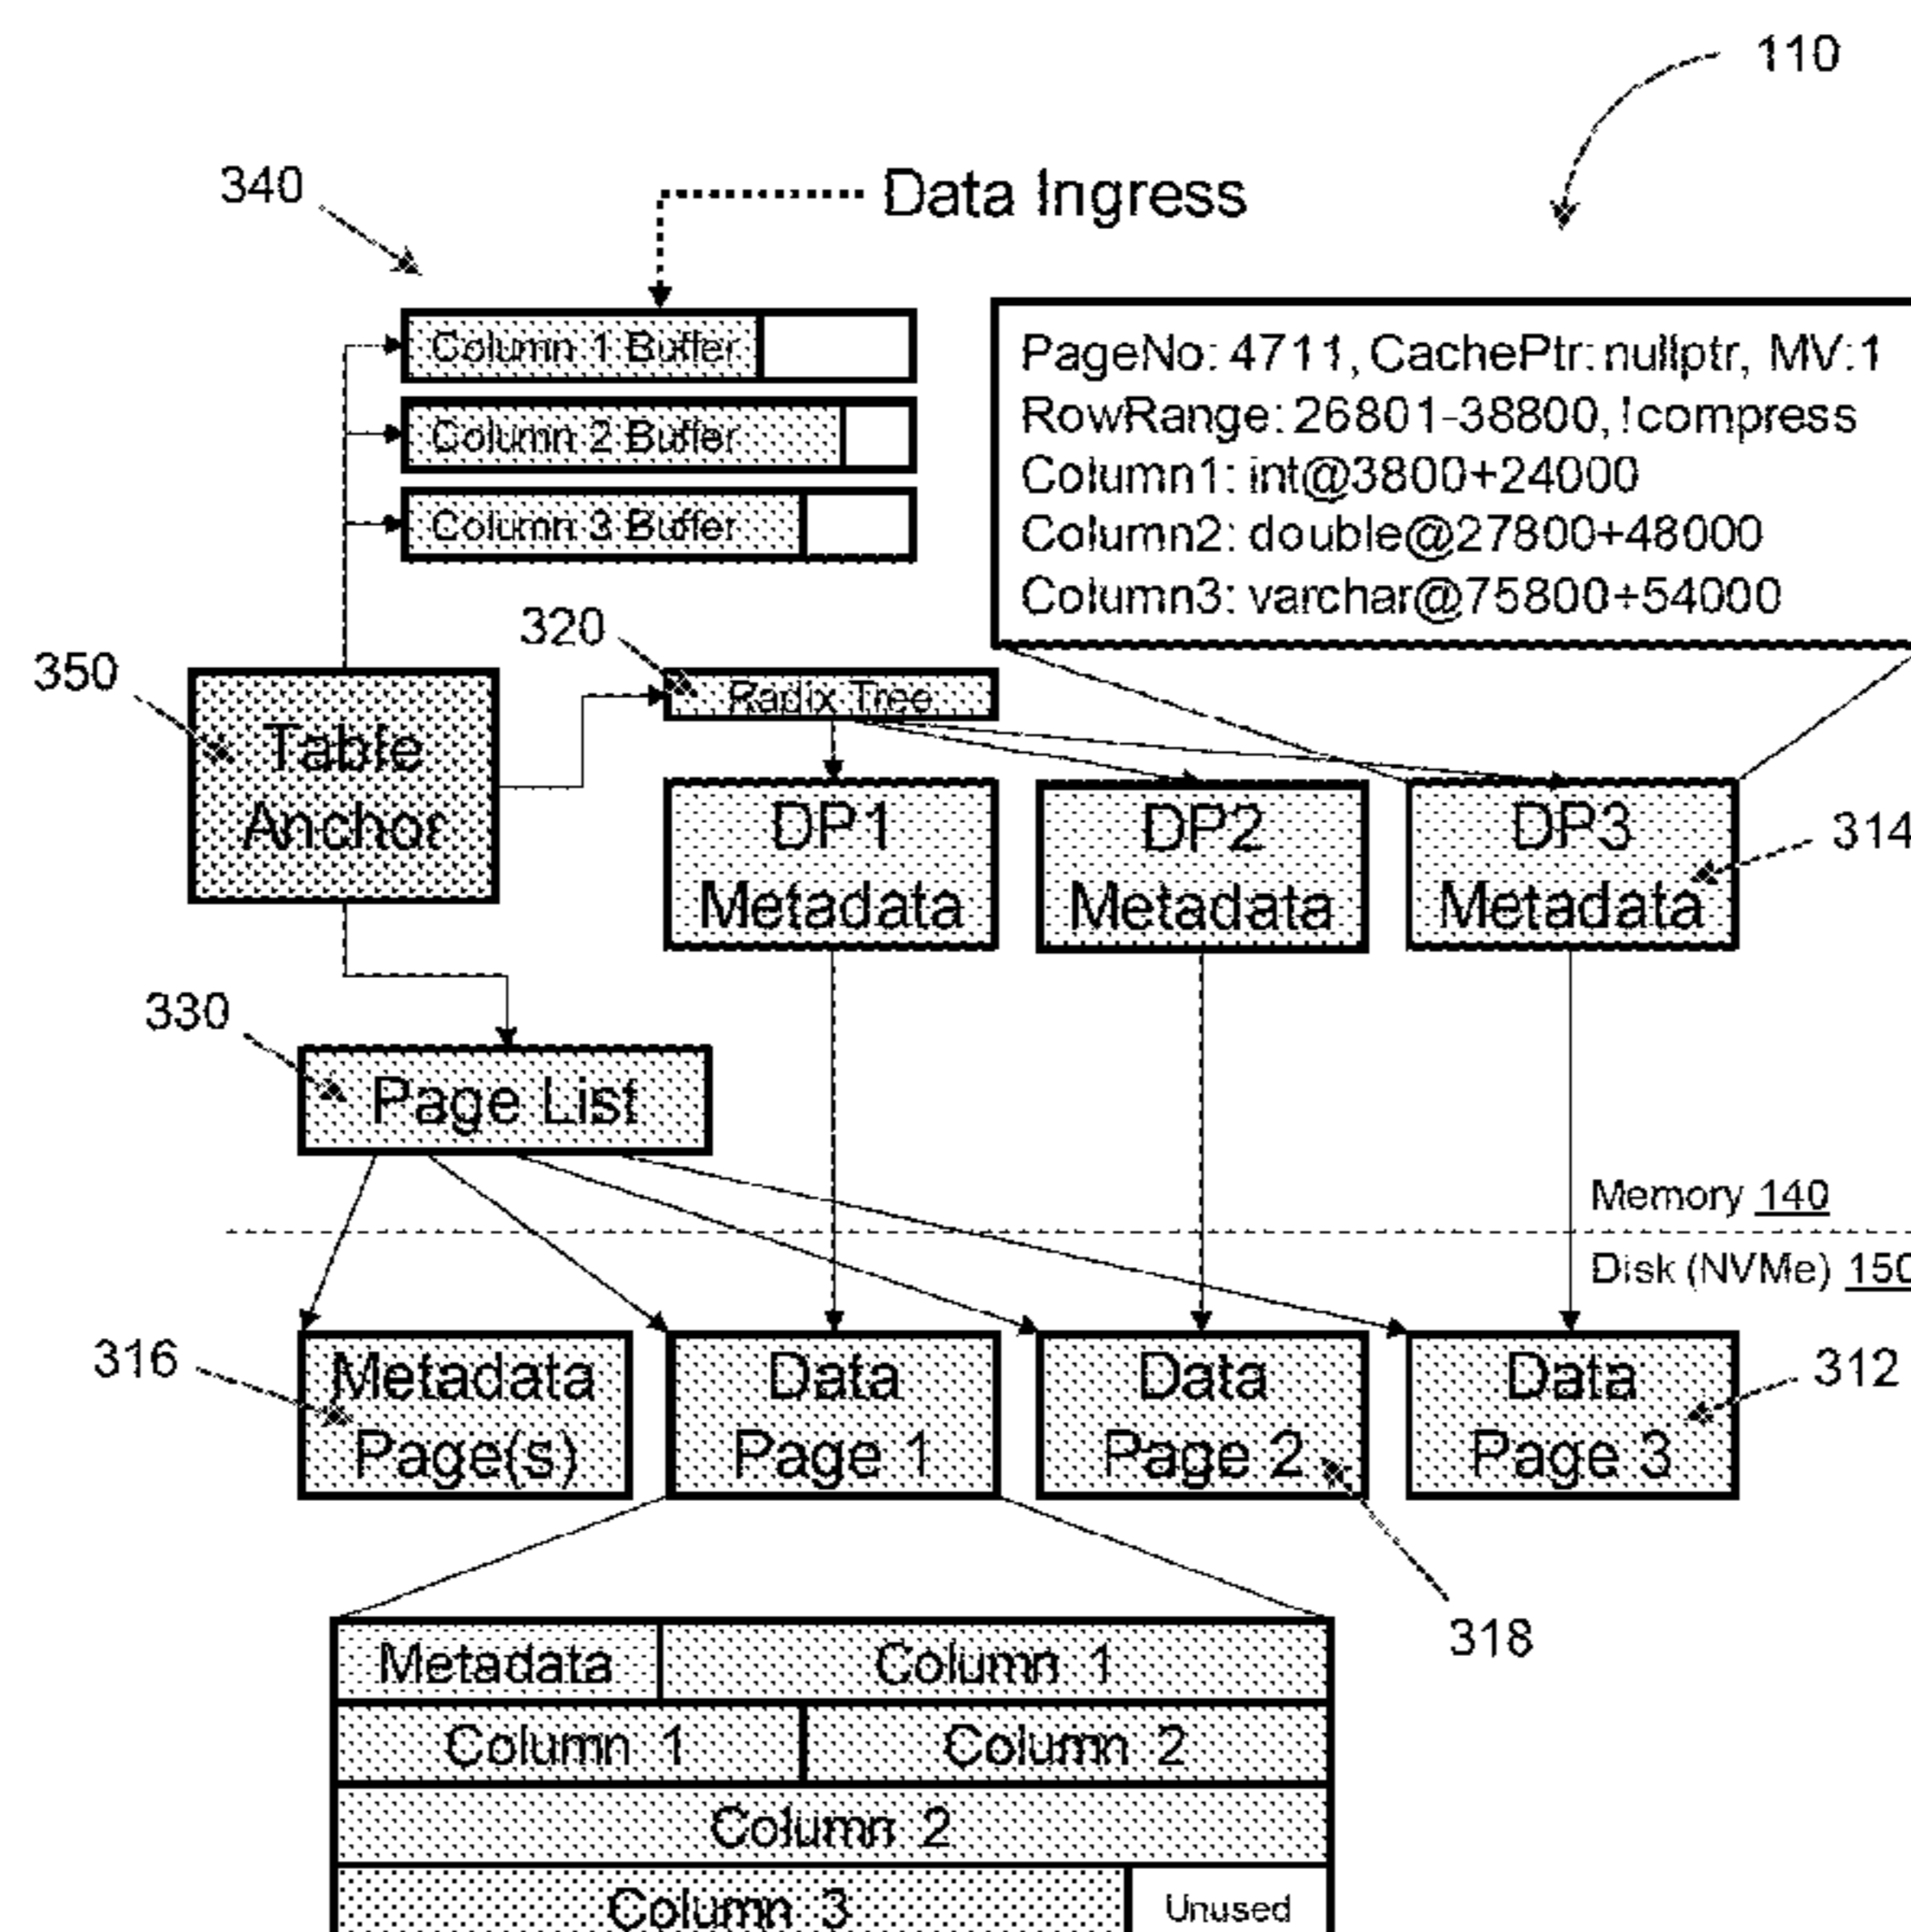 110
340
Data Ingress
Column 1 Buffer
Column 2 Buffer
Column 3 Buffer
PageNo: 4711, CachePtr: nullptr, MV:1
RowRange: 26801-38800, !compress
Column1: int@3800+24000
Column2: double@27800+48000
Column3: varchar@75800+54000
320
350
Radix Tree
Table
Anchor
DP1
Metadata
DP2
Metadata
DP3
Metadata
314
330
Page List
Memory 140
Disk (NVMe) 150
316
Metadata
Page(s)
Data
Page 1
Data
Page 2
Data
Page 3
312
318
Metadata
Column 1
Column 1
Column 2
Column 2
Column 3
Unused